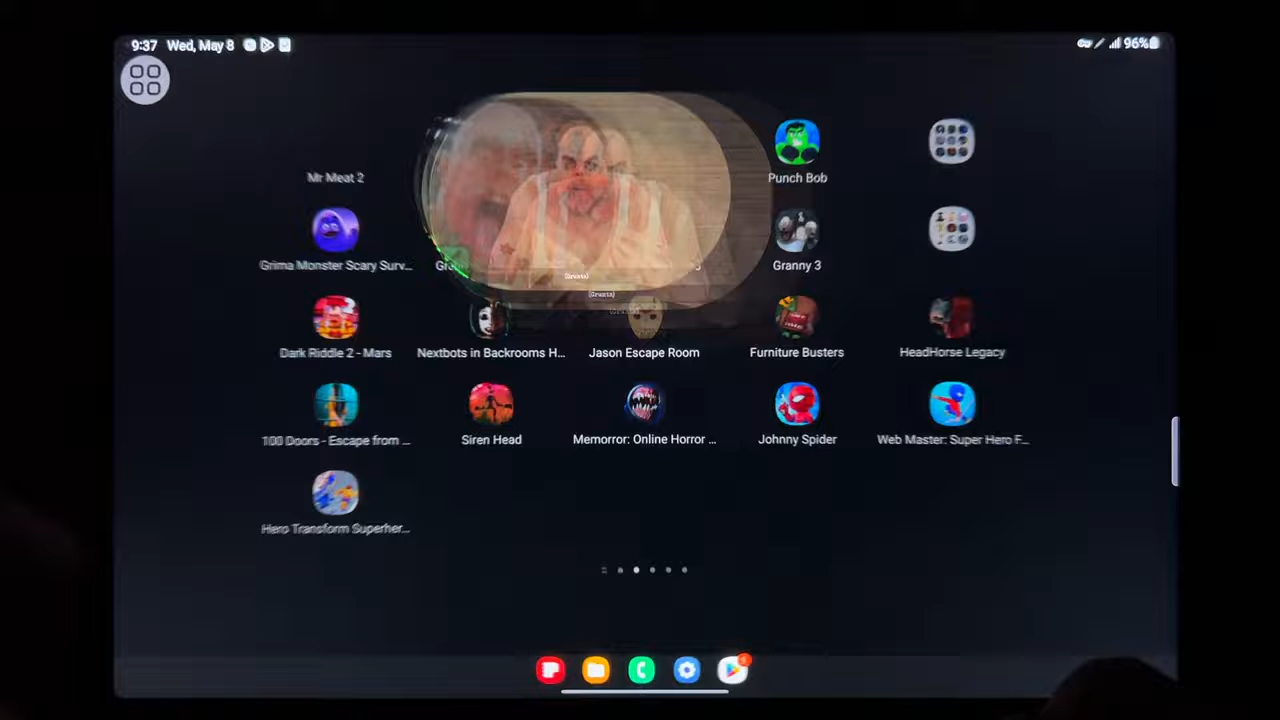 9:37 Wed, May 8
96%
Mr Meat 2
Punch Bob
Grima Monster Scary Surv...
Granny 3
Dark Riddle 2 - Mars
Nextbots in Backrooms H...
Jason Escape Room
Furniture Busters
HeadHorse Legacy
100 Doors - Escape from ...
Siren Head
Memorror: Online Horror ...
Johnny Spider
Web Master: Super Hero F...
Hero Transform Superher...